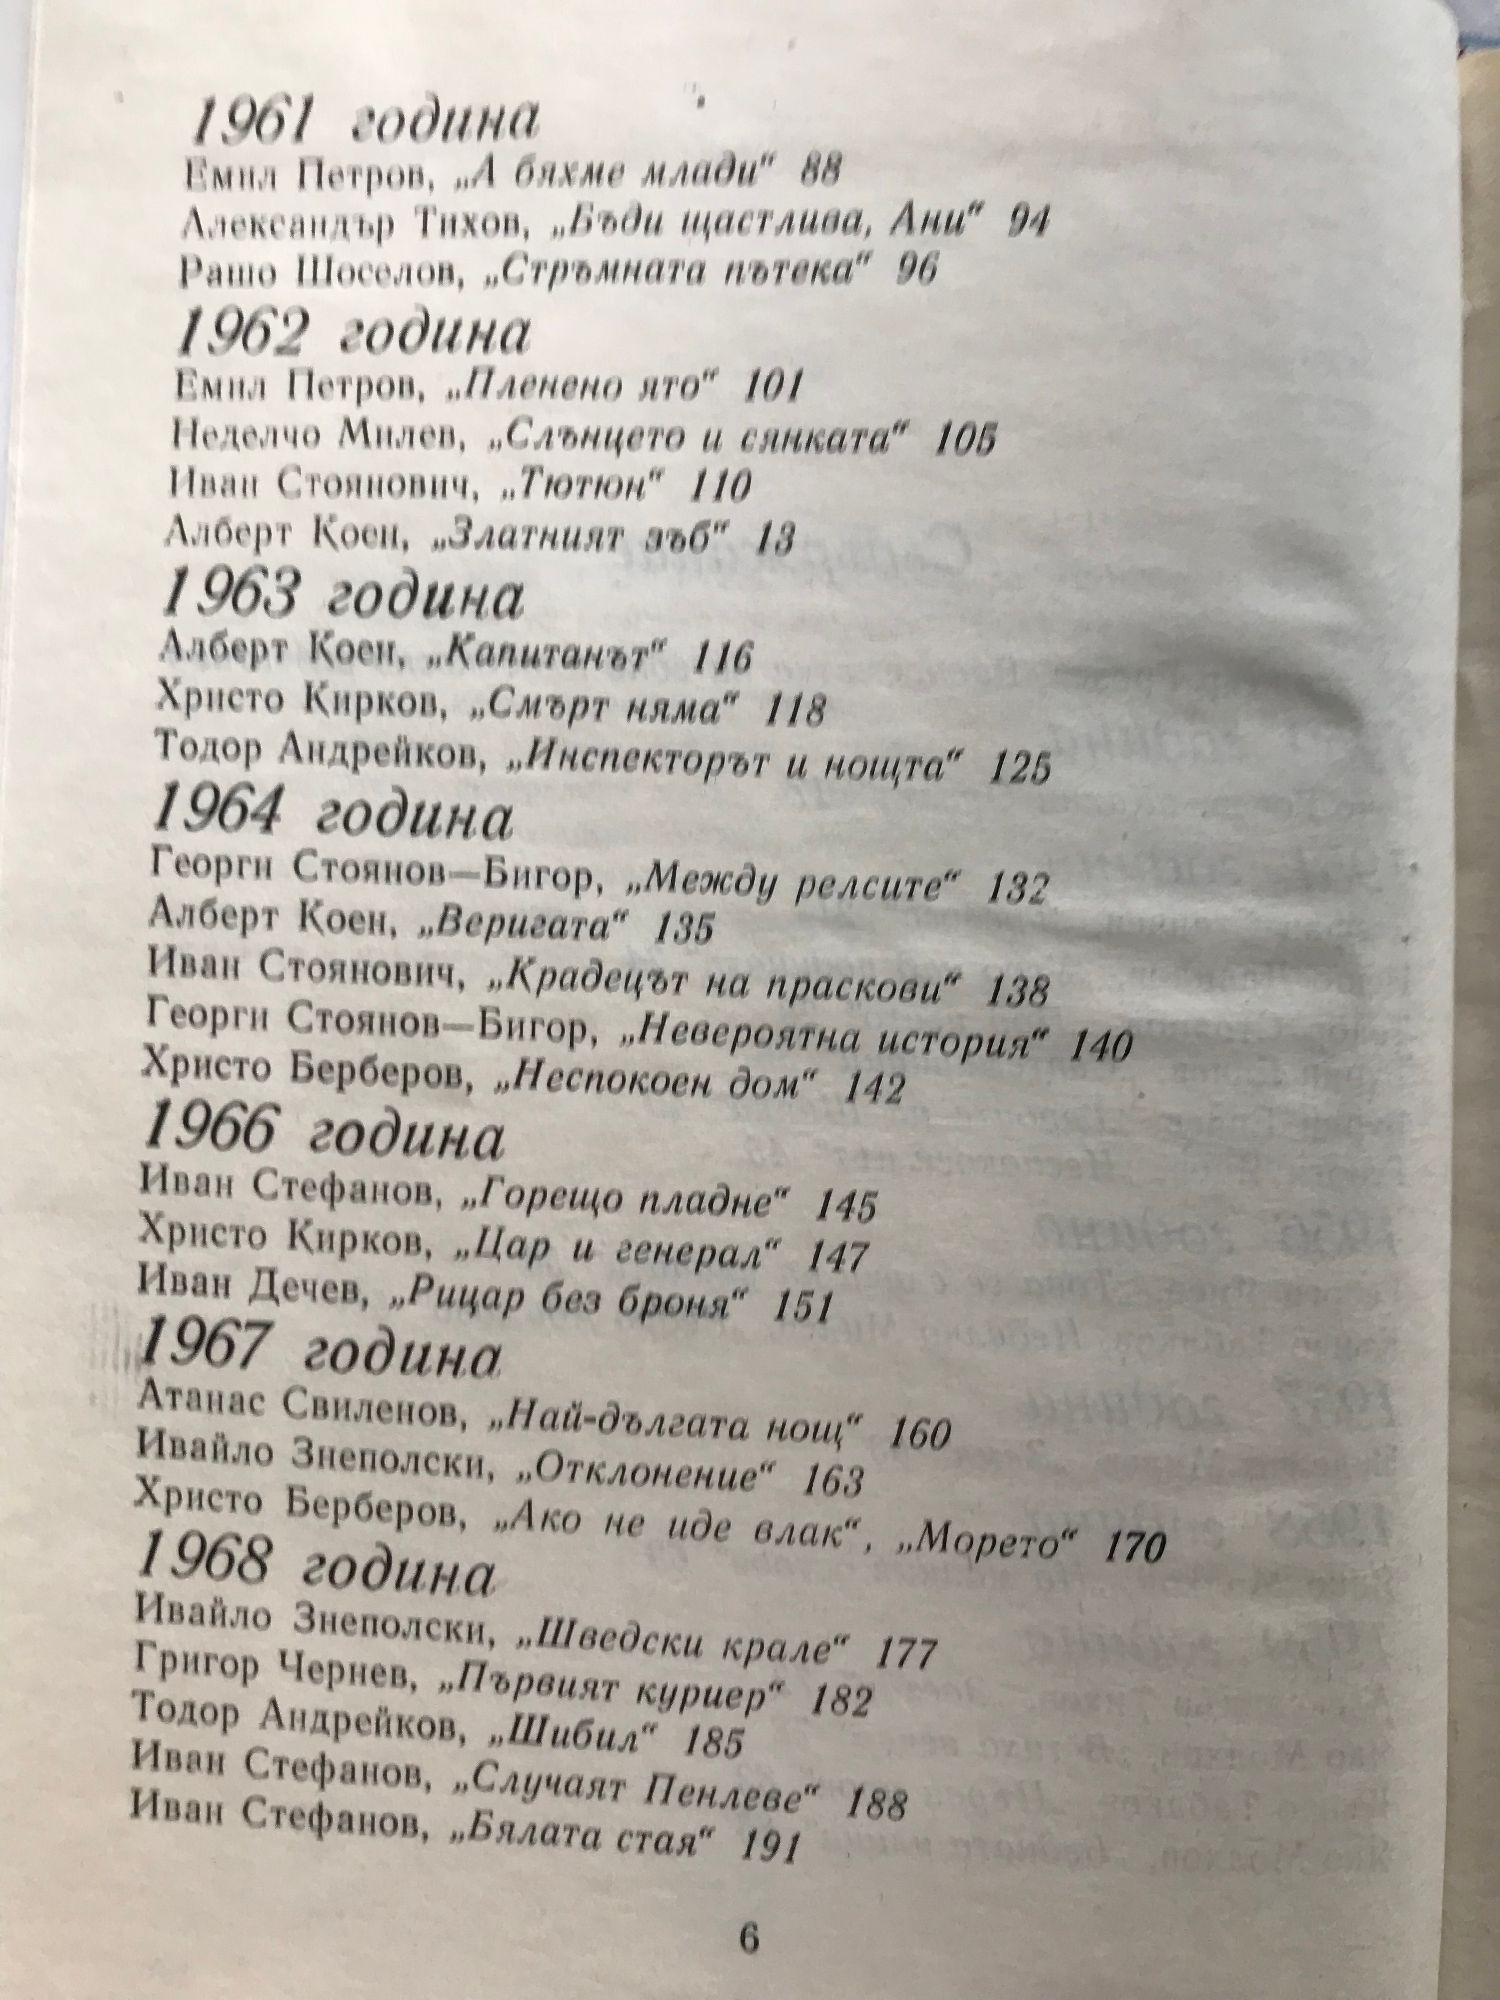 1961 година
Емил Петров, „А бяхме млади“ 88
Александър Тихов, „Бъди щастлива, Ани“ 94
Рашо Шоселов, „Стръмната пътека“ 96
1962 година
Емил Петров, „Пленено ято“ 101
Неделчо Милев, „Слънцето и сянката“ 105
Иван Стоянович, „Тютюн“ 110
Алберт Коен, „Златният зъб“ 13
1963 година
Алберт Коен, „Капитанът“ 116
Христо Кирков, „Смърт няма“ 118
Тодор Андрейков, „Инспекторът и нощта“ 125
1964 година
Георги Стоянов—Бигор, „Между релсите“ 132
Алберт Коен, „Веригата“ 135
Иван Стоянович, „Крадецът на праскови“ 138
Георги Стоянов—Бигор, „Невероятна история“ 140
Христо Берберов, „Неспокоен дом“ 142
1966 година
Иван Стефанов, „Горещо пладне“ 145
Христо Кирков, „Цар и генерал“ 147
Иван Дечев, „Рицар без броня“ 151
1967 година
Атанас Свиленов, „Най-дългата нощ“ 160
Ивайло Знеполски, „Отклонение“ 163
Христо Берберов, „Ако не иде влак“, „Морето“ 170
1968 година
Ивайло Знеполски, „Шведски крале“ 177
Григор Чернев, „Първият куриер“ 182
Тодор Андрейков, „Шибил“ 185
Иван Стефанов, „Случаят Пенлеве“ 188
Иван Стефанов, „Бялата стая“ 191
6